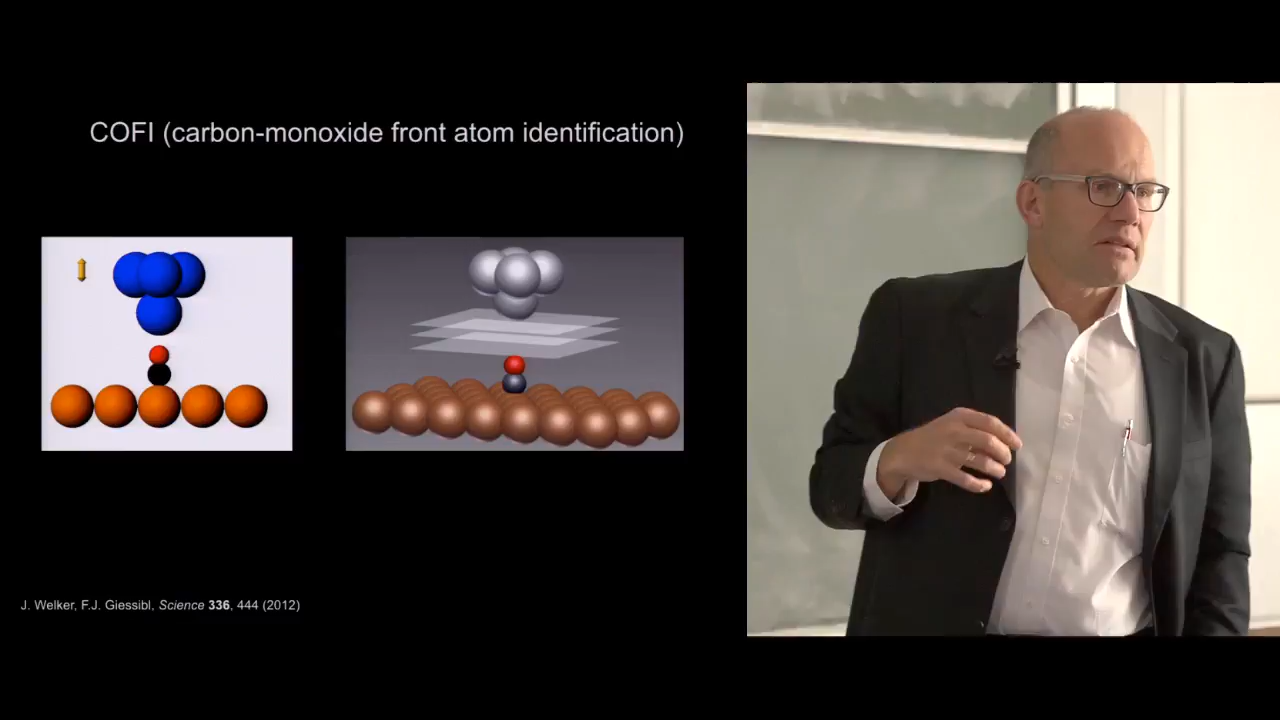 COFI (carbon-monoxide front atom identification)
J. Welker, F.J. Giessibl, Science 336, 444 (2012)